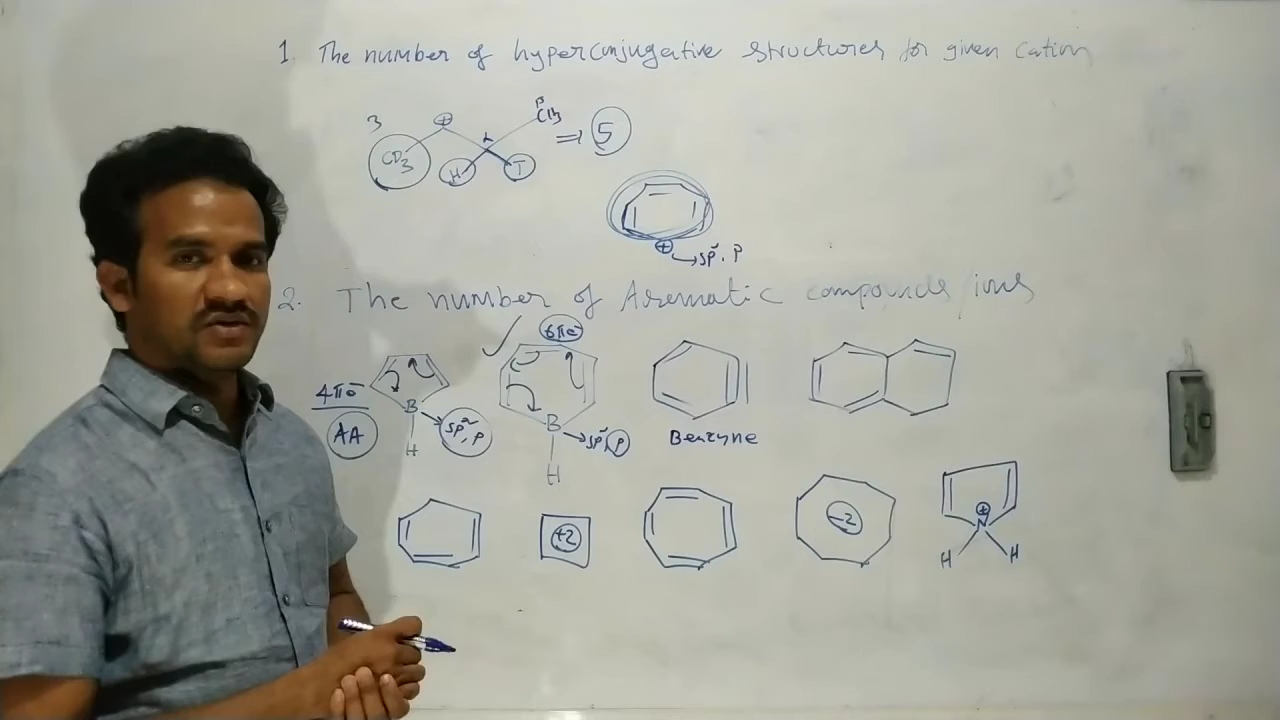 1. The number of hyperconjugative structures for given cation
3 ⊕ β CH3
CD3 α H T ⇒ 5
⊕ → sp², p
2. The number of Aromatic compounds/ions
6πe⁻
4πe⁻
AA B → sp², p B → sp², p Benzyne
H H
+2 -2 ⊕ N
H H